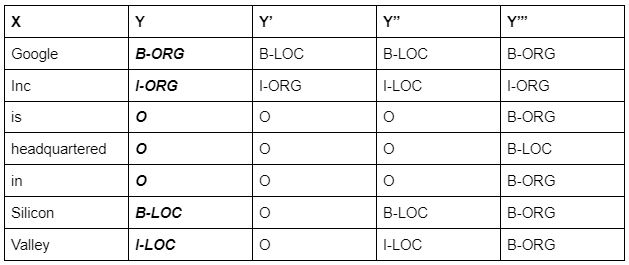 X Y Y’ Y’’ Y’’’
Google B-ORG B-LOC B-LOC B-ORG
Inc I-ORG I-ORG I-LOC I-ORG
is O O O B-ORG
headquartered O O O B-LOC
in O O O B-ORG
Silicon B-LOC O B-LOC B-ORG
Valley I-LOC O I-LOC B-ORG